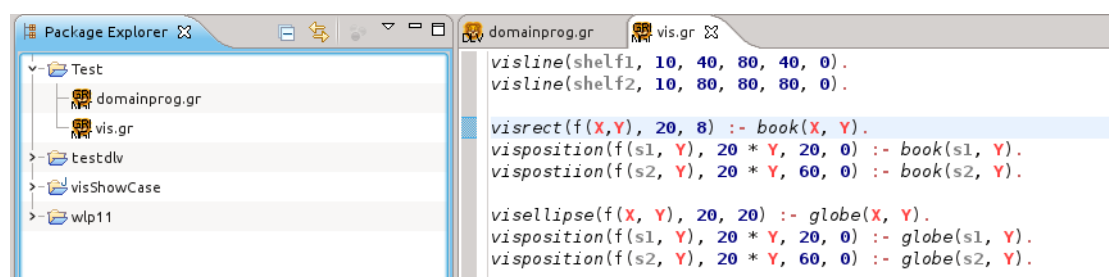 Package Explorer
Test
domainprog.gr
vis.gr
testdlv
visShowCase
wlp11
domainprog.gr vis.gr
visline(shelf1, 10, 40, 80, 40, 0).
visline(shelf2, 10, 80, 80, 80, 0).
visrect(f(X,Y), 20, 8) :- book(X, Y).
visposition(f(s1, Y), 20 * Y, 20, 0) :- book(s1, Y).
vispostiion(f(s2, Y), 20 * Y, 60, 0) :- book(s2, Y).
visellipse(f(X, Y), 20, 20) :- globe(X, Y).
visposition(f(s1, Y), 20 * Y, 20, 0) :- globe(s1, Y).
visposition(f(s2, Y), 20 * Y, 60, 0) :- globe(s2, Y).